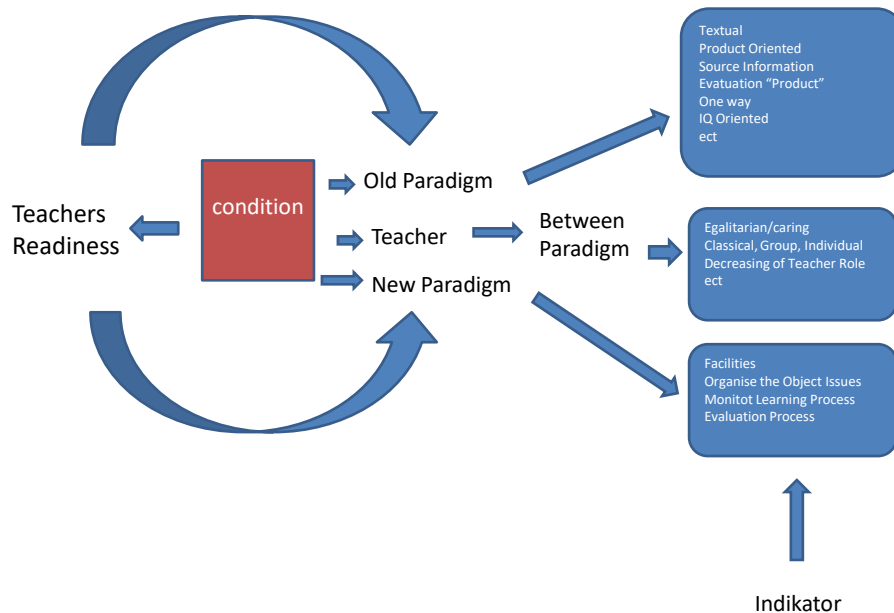 Textual
Product Oriented
Source Information
Evatuation “Product”
One way
IQ Oriented
ect
Old Paradigm
condition
Teachers
Readiness
Teacher
Between
Paradigm
New Paradigm
Egalitarian/caring
Classical, Group, Individual
Decreasing of Teacher Role
ect
Facilities
Organise the Object Issues
Monitot Learning Process
Evaluation Process
Indikator